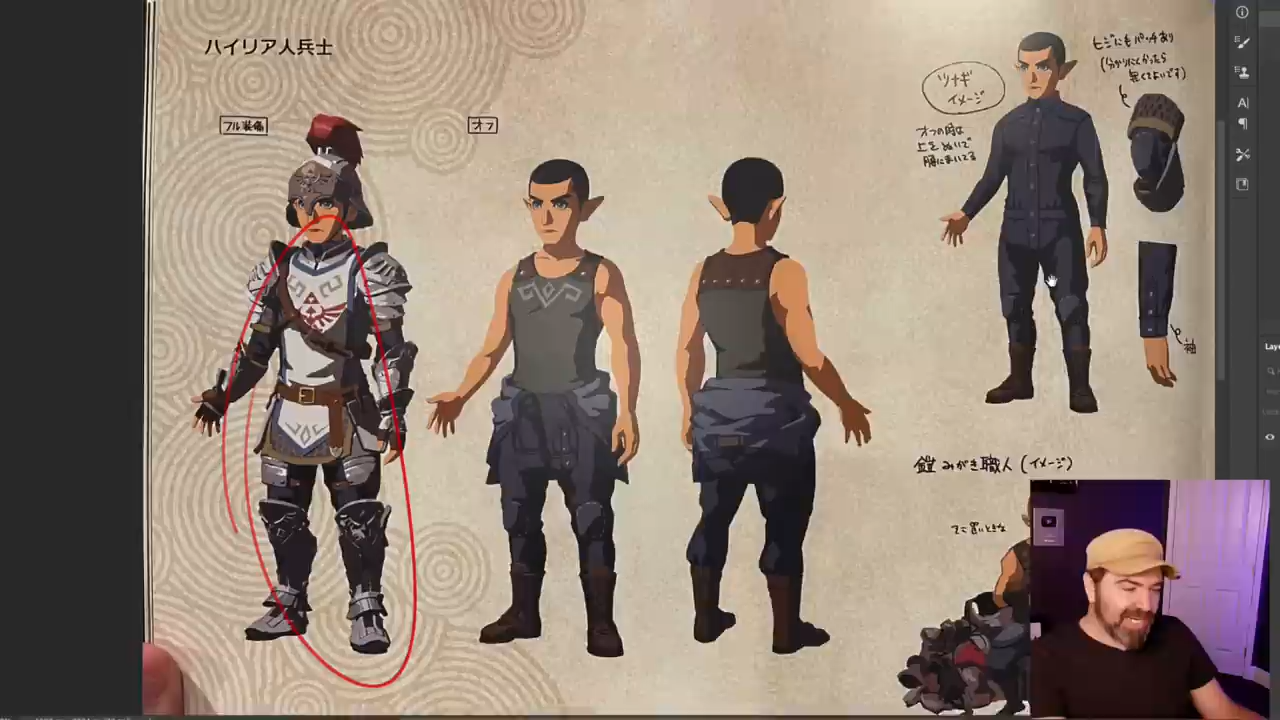 ハイリア人兵士
フル装備
オフ
ツナギ
イメージ
オフの時は
上をぬいで
腰にまいてる
ヒジにもパッチあり
(分かりにくかったら
無くてよいです)
袖
鎧みがき職人(イメージ)